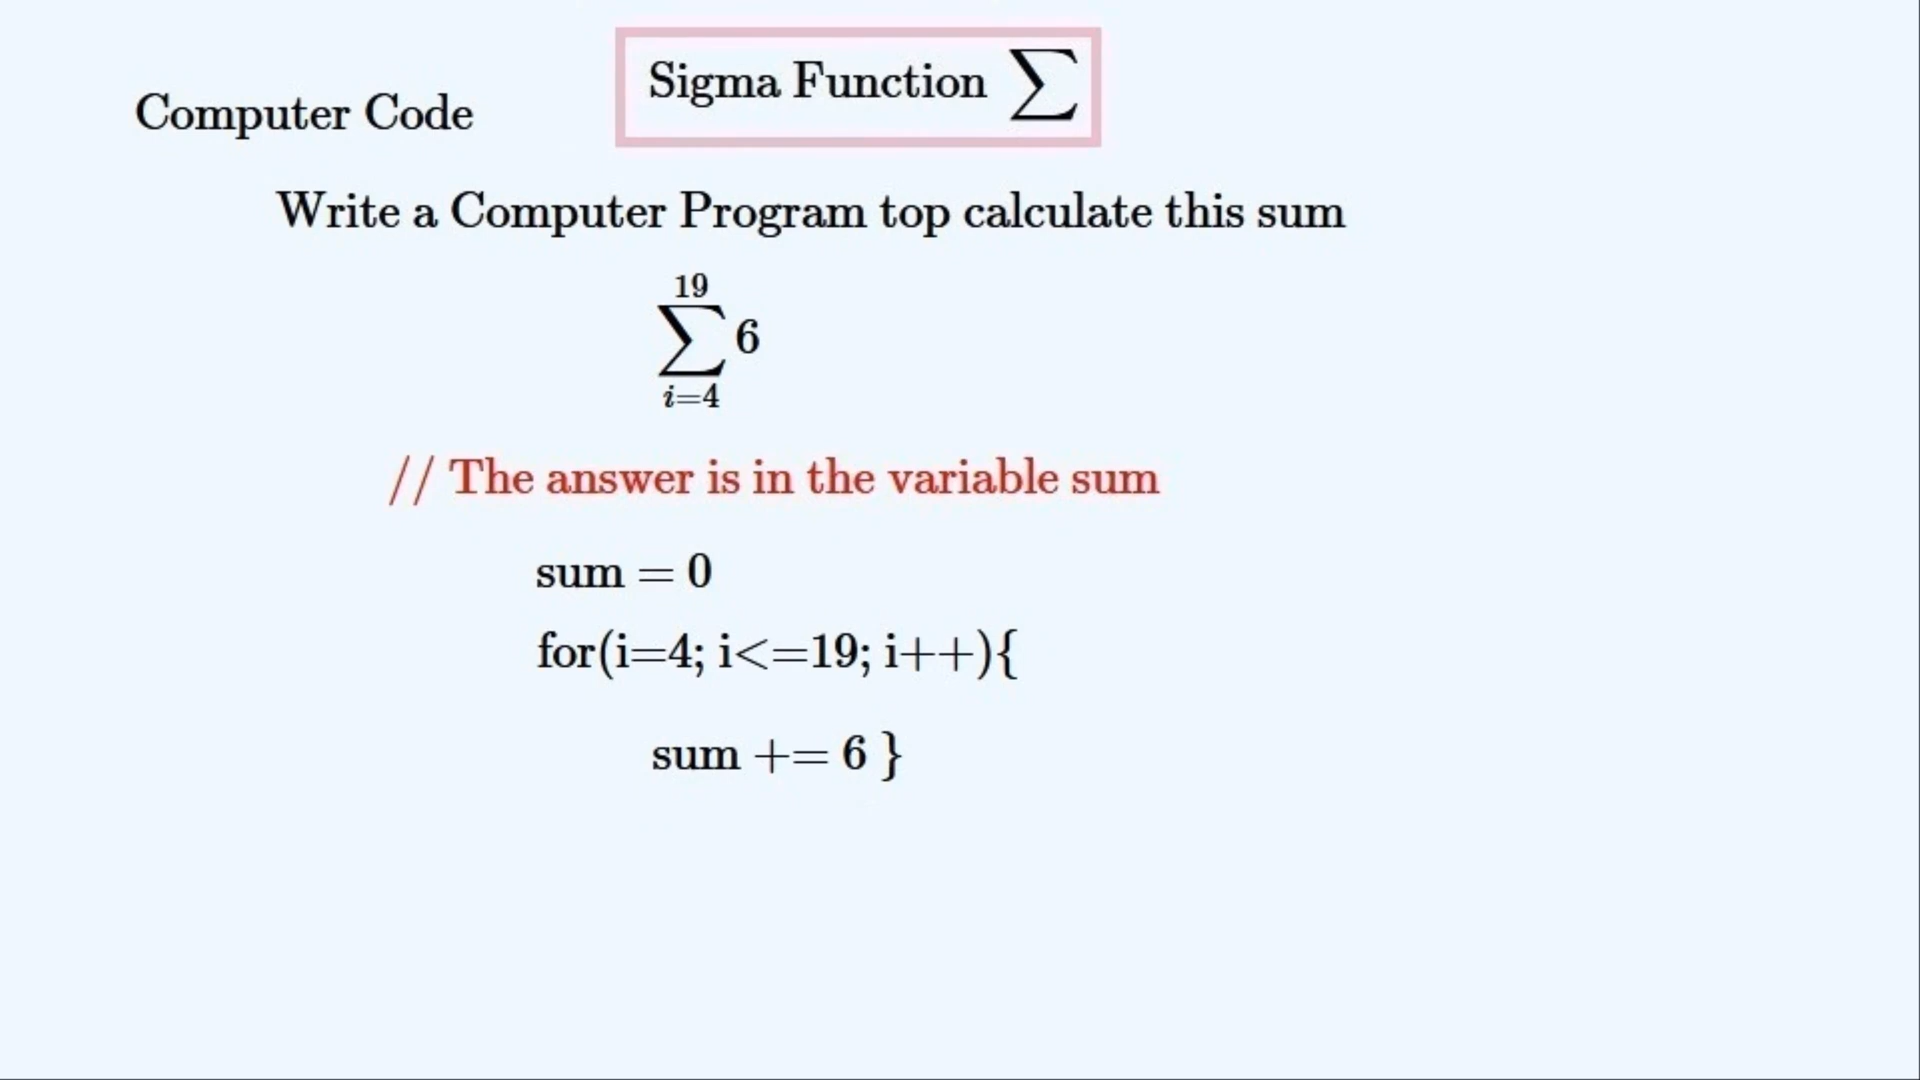 Sigma Function ∑
Computer Code
Write a Computer Program top calculate this sum
19
∑ 6
i=4
// The answer is in the variable sum
sum = 0
for(i=4; i<=19; i++){
sum += 6 }